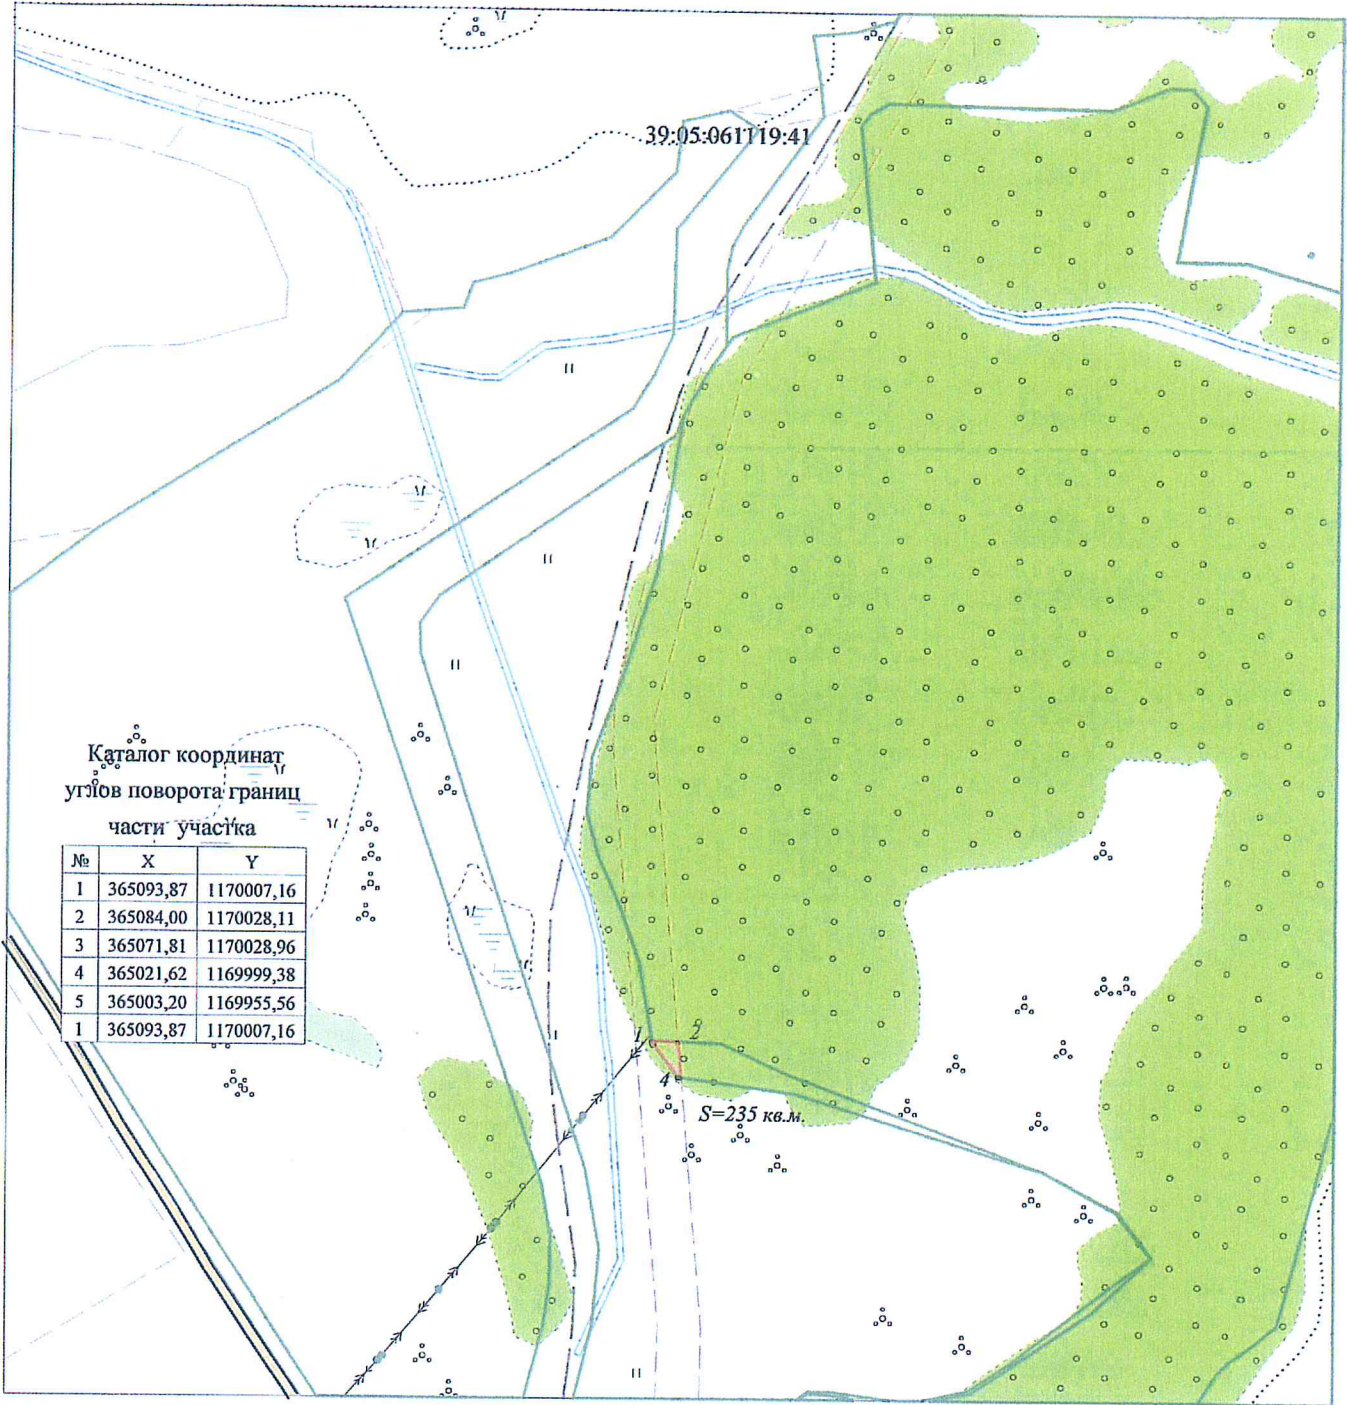 39:05:061119:41
Каталог координат
углов поворота границ
части участка
№ X Y
1 365093,87 1170007,16
2 365084,00 1170028,11
3 365071,81 1170028,96
4 365021,62 1169999,38
5 365003,20 1169955,56
1 365093,87 1170007,16
1 2
4
S=235 кв.м.